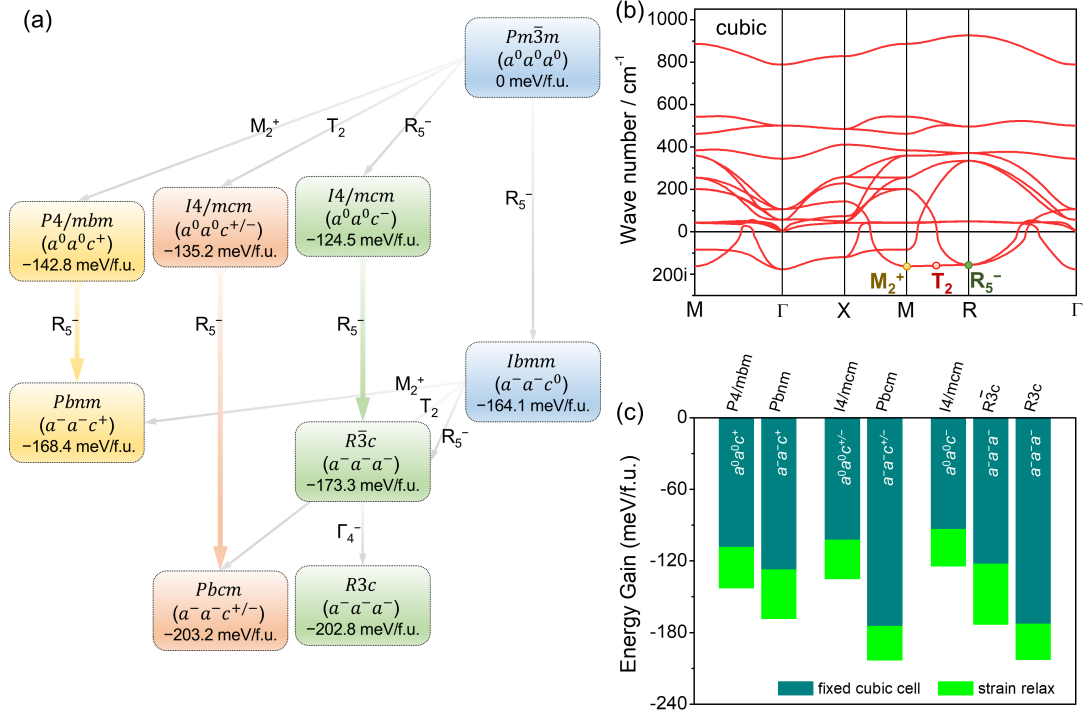 (a)
Pm3̅m
(a⁰a⁰a⁰)
0 meV/f.u.
M₂⁺
T₂
R₅⁻
R₅⁻
P4/mbm
(a⁰a⁰c⁺)
−142.8 meV/f.u.
I4/mcm
(a⁰a⁰c⁺/⁻)
−135.2 meV/f.u.
I4/mcm
(a⁰a⁰c⁻)
−124.5 meV/f.u.
R₅⁻
R₅⁻
R₅⁻
Ibmm
(a⁻a⁻c⁰)
−164.1 meV/f.u.
M₂⁺
T₂
R₅⁻
Pbnm
(a⁻a⁻c⁺)
−168.4 meV/f.u.
R3̅c
(a⁻a⁻a⁻)
−173.3 meV/f.u.
Γ₄⁻
Pbcm
(a⁻a⁻c⁺/⁻)
−203.2 meV/f.u.
R3c
(a⁻a⁻a⁻)
−202.8 meV/f.u.
(b)
cubic
Wave number / cm⁻¹
1000
800
600
400
200
0
200i
M₂⁺
T₂
R₅⁻
M
Γ
X
M
R
Γ
(c)
P4/mbm
Pbnm
I4/mcm
Pbcm
I4/mcm
R̅3c
R3c
a⁰a⁰c⁺
a⁻a⁻c⁺
a⁰a⁰c⁺/⁻
a⁻a⁻c⁺/⁻
a⁰a⁰c⁻
a⁻a⁻a⁻
a⁻a⁻a⁻
Energy Gain (meV/f.u.)
0
-60
-120
-180
-240
fixed cubic cell
strain relax